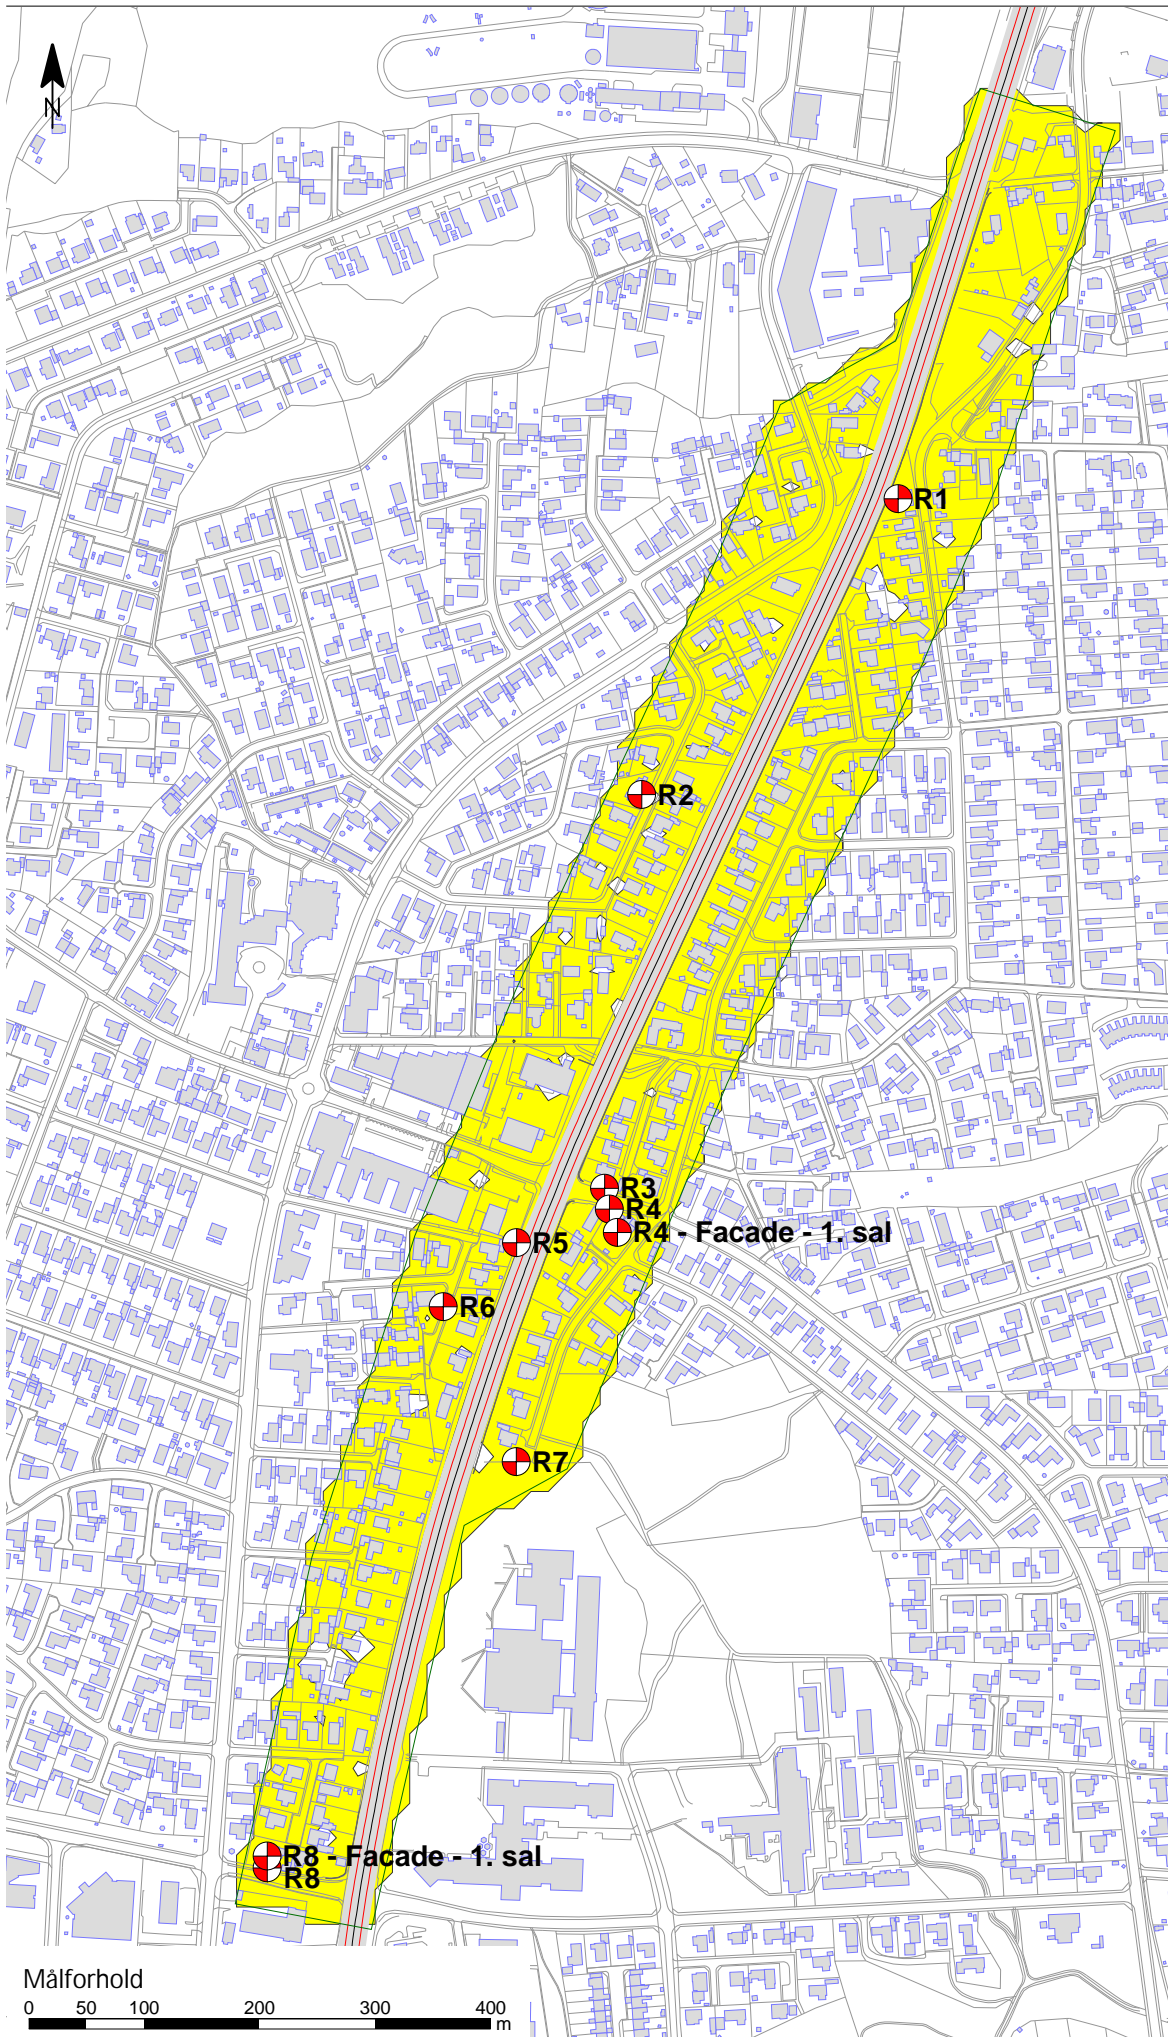 N
R1
R2
R3
R4
R4 - Facade - 1. sal
R5
R6
R7
R8 - Facade - 1. sal
R8
Målforhold
0 50 100 200 300 400
m